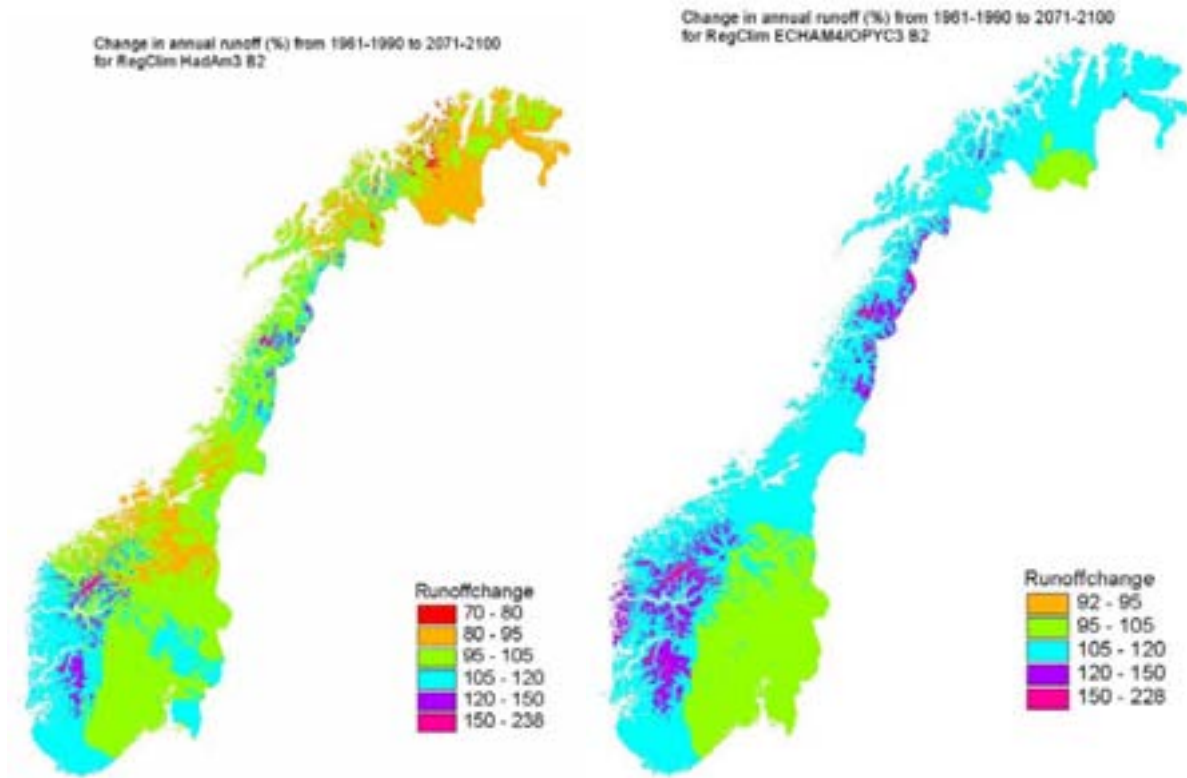 Change in annual runoff (%) from 1961-1990 to 2071-2100
for RegClim HadAm3 B2
Runoffchange
70 - 80
80 - 95
95 - 105
105 - 120
120 - 150
150 - 238
Change in annual runoff (%) from 1961-1990 to 2071-2100
for RegClim ECHAM4/OPYC3 B2
Runoffchange
92 - 95
95 - 105
105 - 120
120 - 150
150 - 228